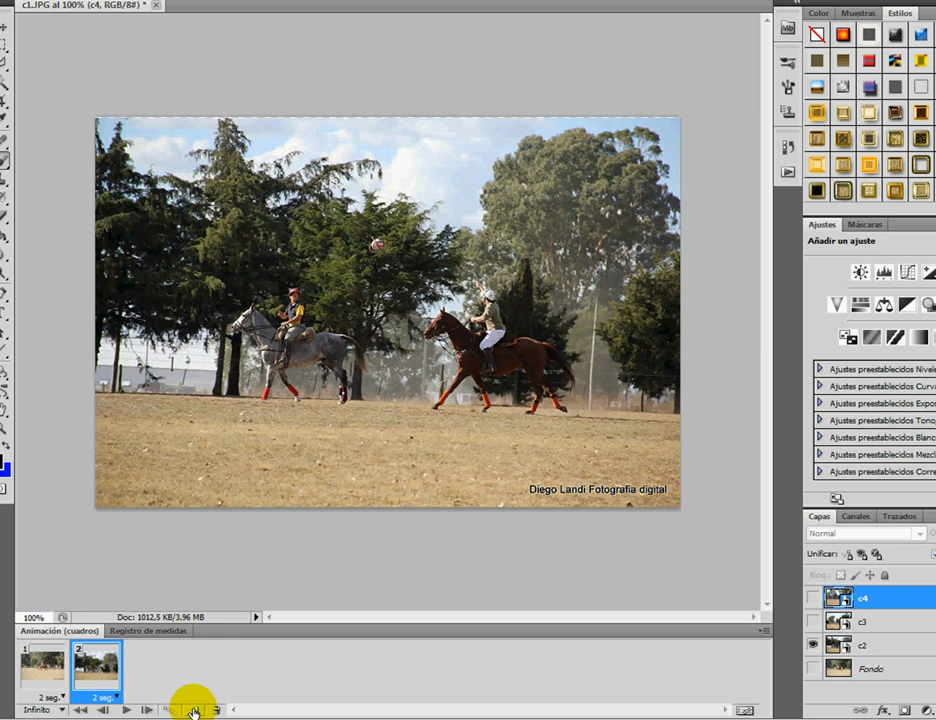 c1.JPG al 100% (c4, RGB/8#) *
Mb
Color Muestras Estilos
Ajustes Máscaras
Añadir un ajuste
Ajustes preestablecidos Nivele
Ajustes preestablecidos Curva
Ajustes preestablecidos Expo
Ajustes preestablecidos Tono,
Ajustes preestablecidos Blanc
Ajustes preestablecidos Mezcl
Ajustes preestablecidos Corre
Diego Landi Fotografia digital
Capas Canales Trazados
Normal
Unificar:
Bloq.:
c4
c3
c2
Fondo
100% Doc: 1012,5 KB/3,96 MB
Animación (cuadros) Registro de medidas
1 2
2 seg. 2 seg.
Infinito
fx